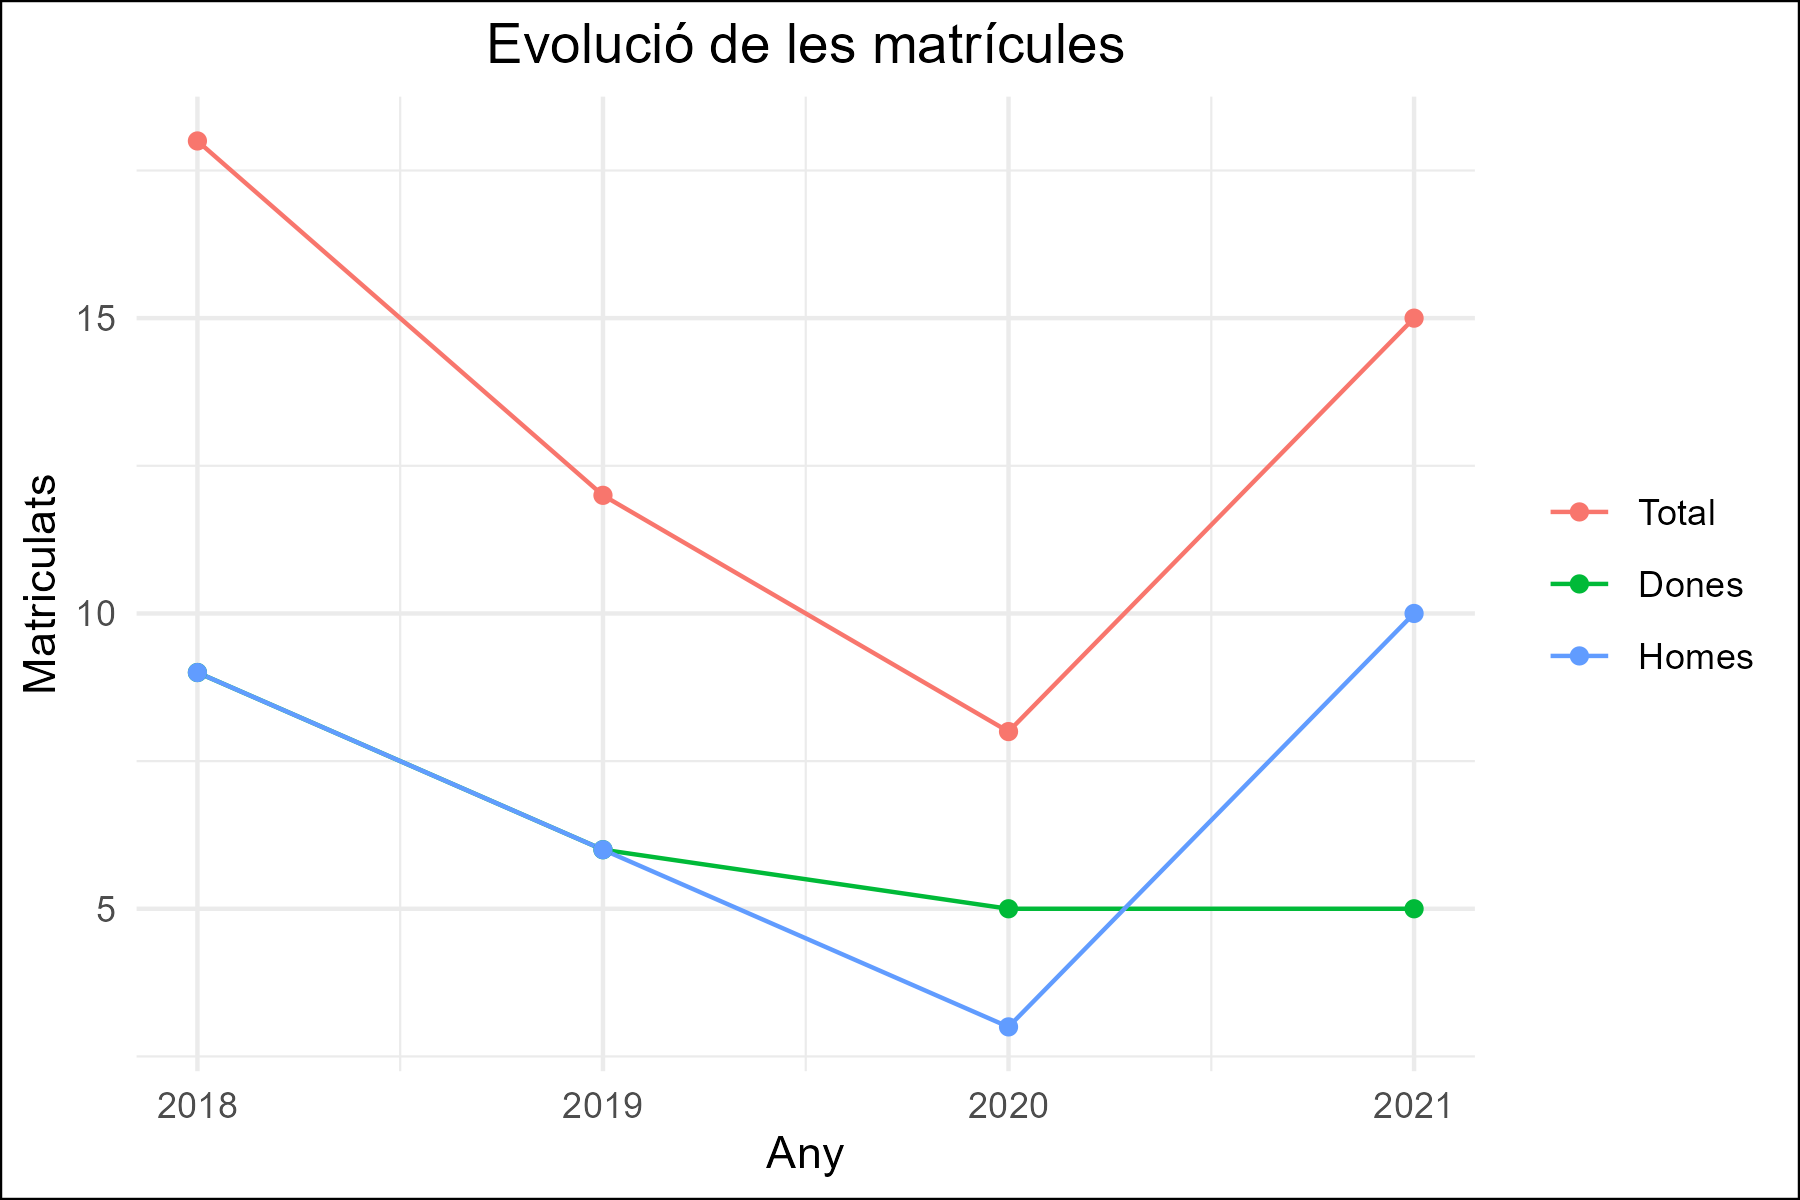 Evolució de les matrícules
Matriculats
15
10
5
2018
2019
2020
2021
Any
Total
Dones
Homes